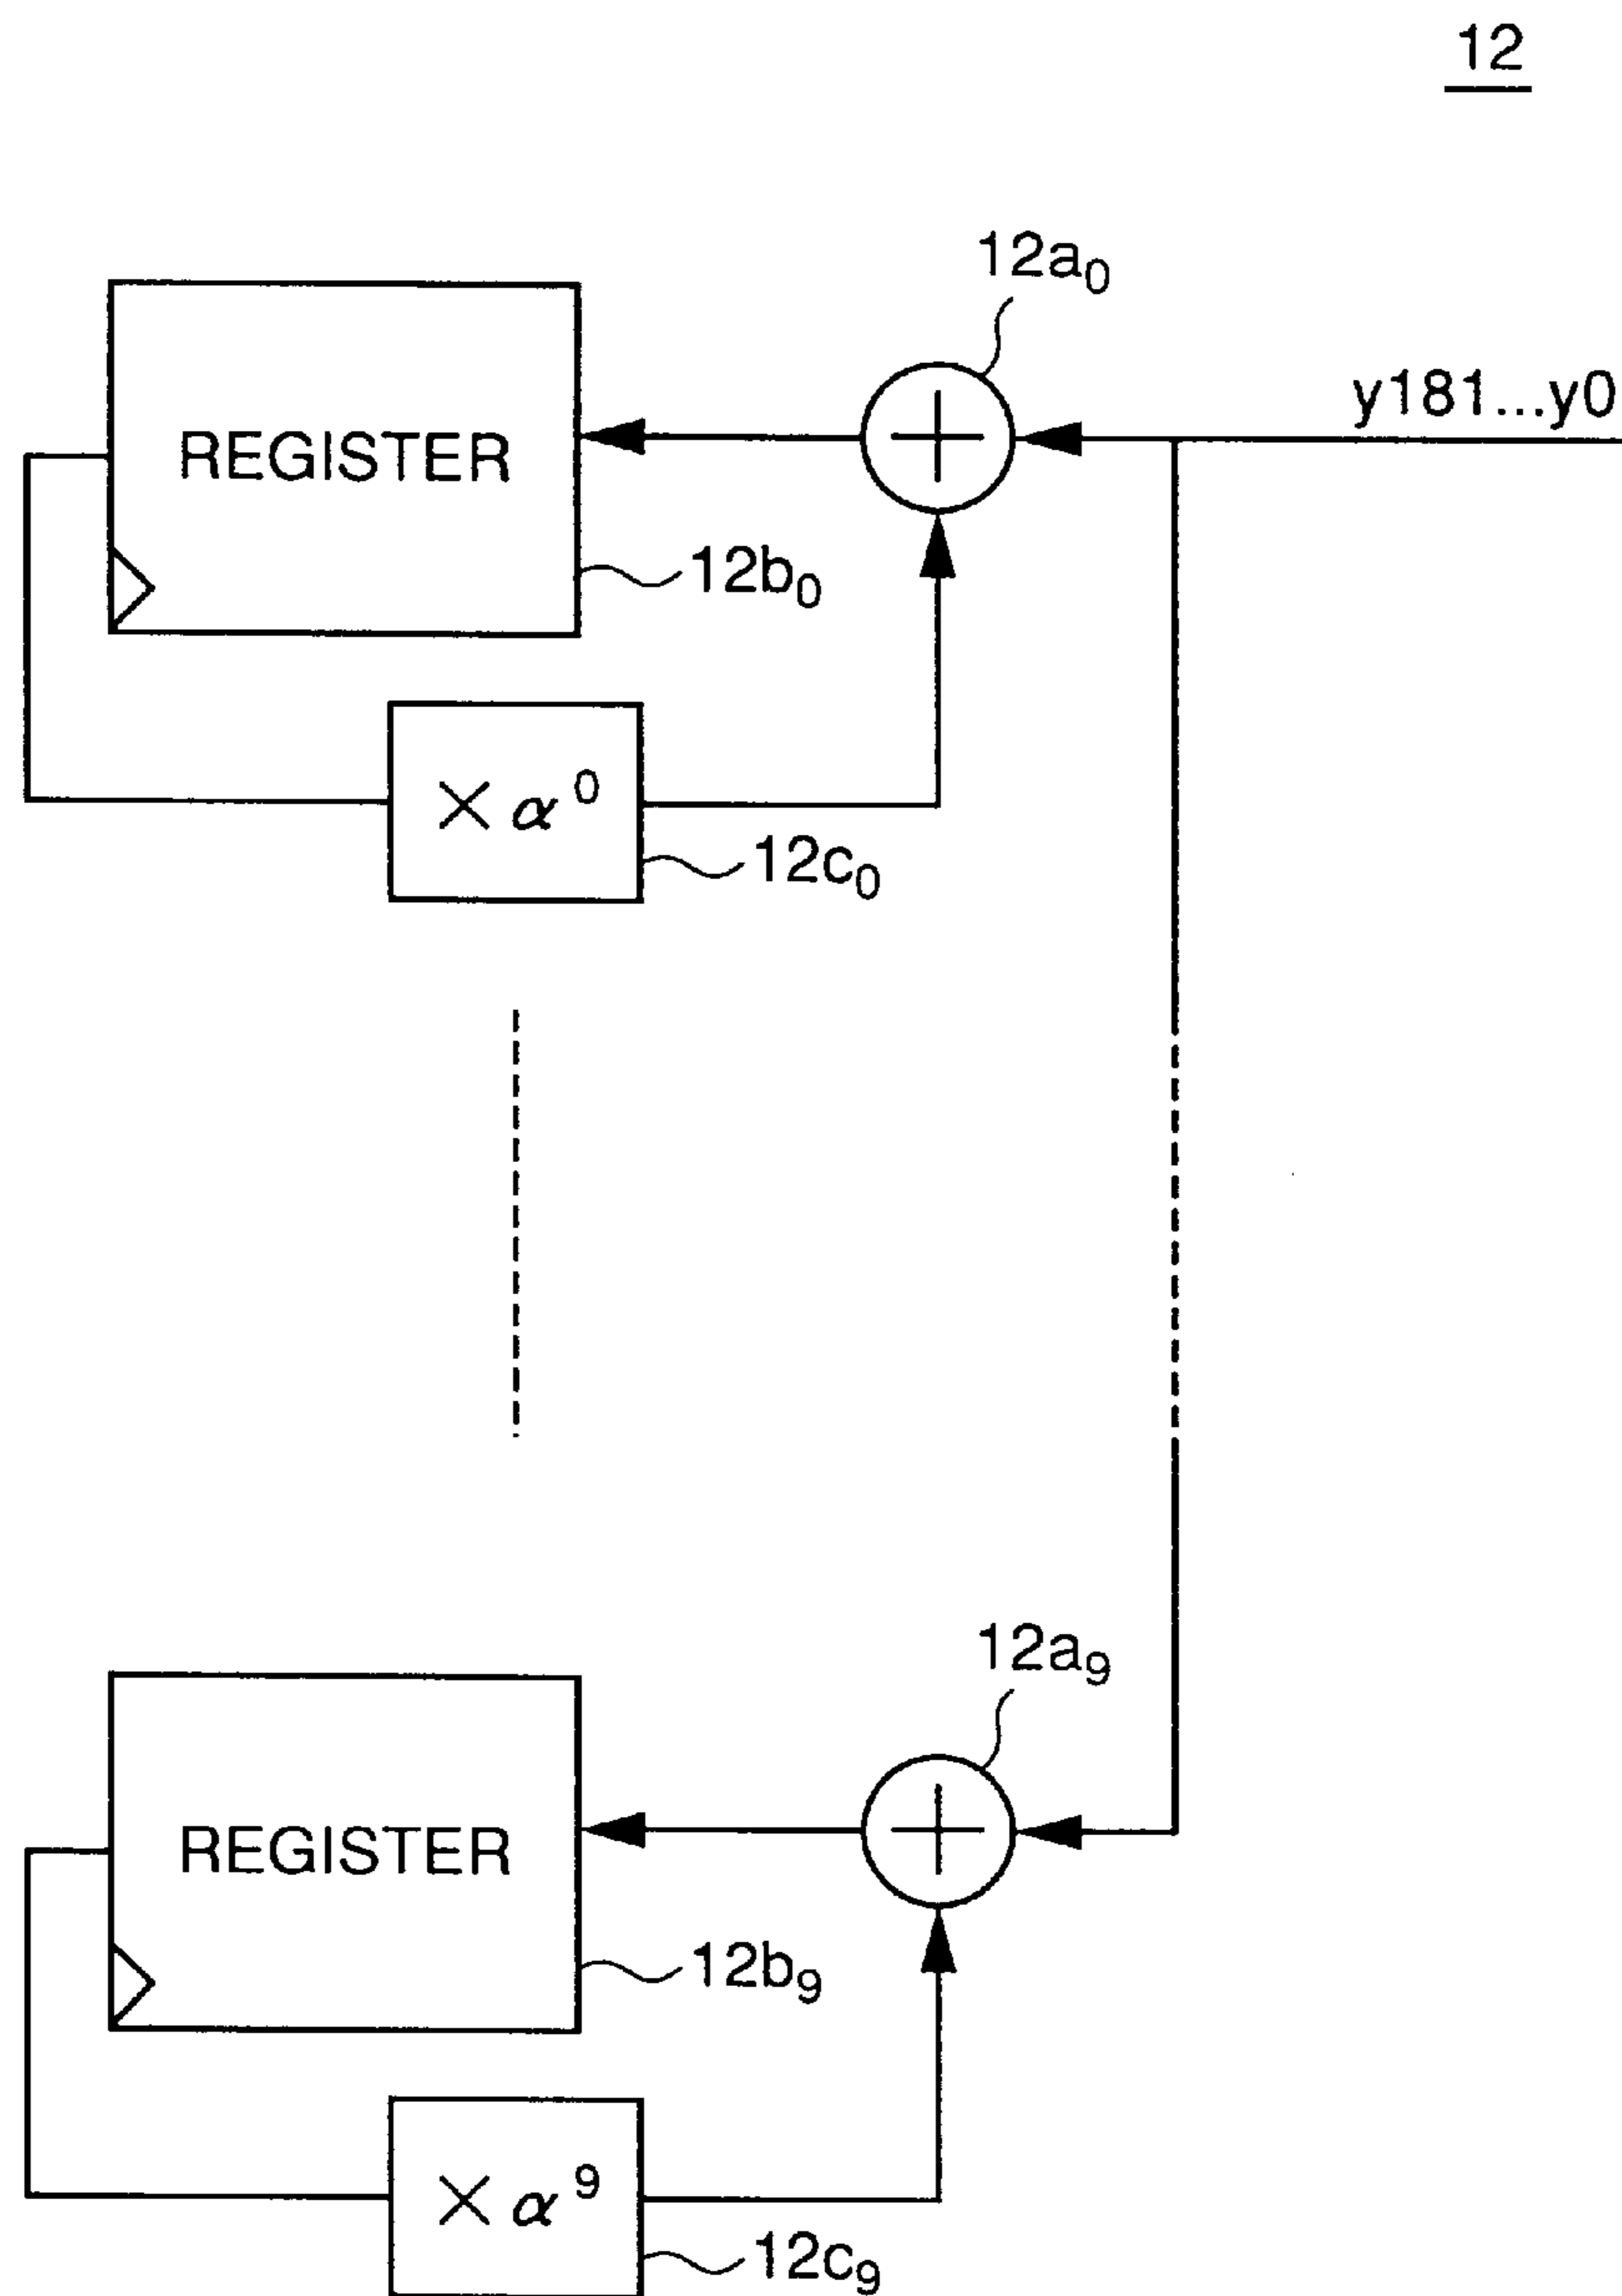 12
12a₀
y181...y0
REGISTER
12b₀
× α⁰
12c₀
12a₉
REGISTER
12b₉
× α⁹
12c₉